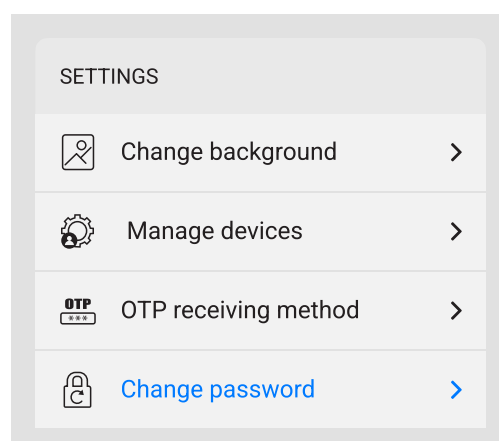 SETTINGS
Change background
Manage devices
OTP
***
OTP receiving method
Change password